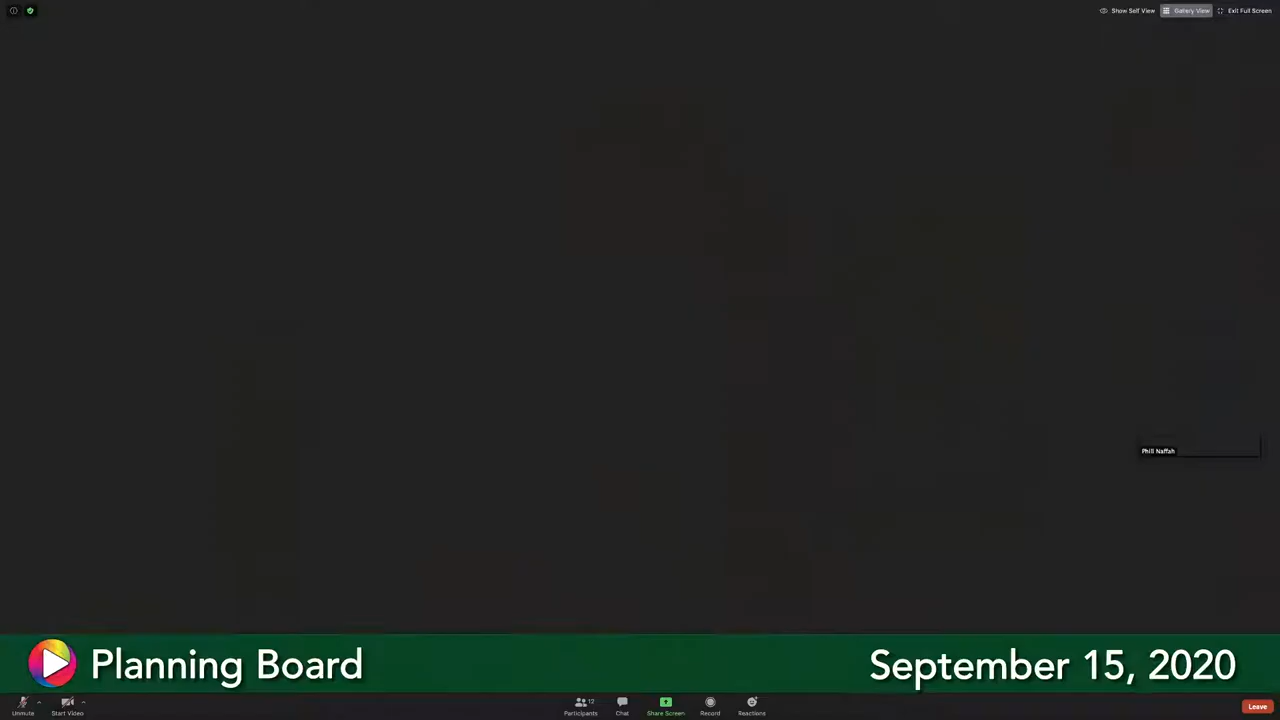 Show Self View Gallery View Exit Full Screen
Phill Naffah
Planning Board September 15, 2020
Unmute Start Video 12 Participants Chat Share Screen Record Reactions Leave